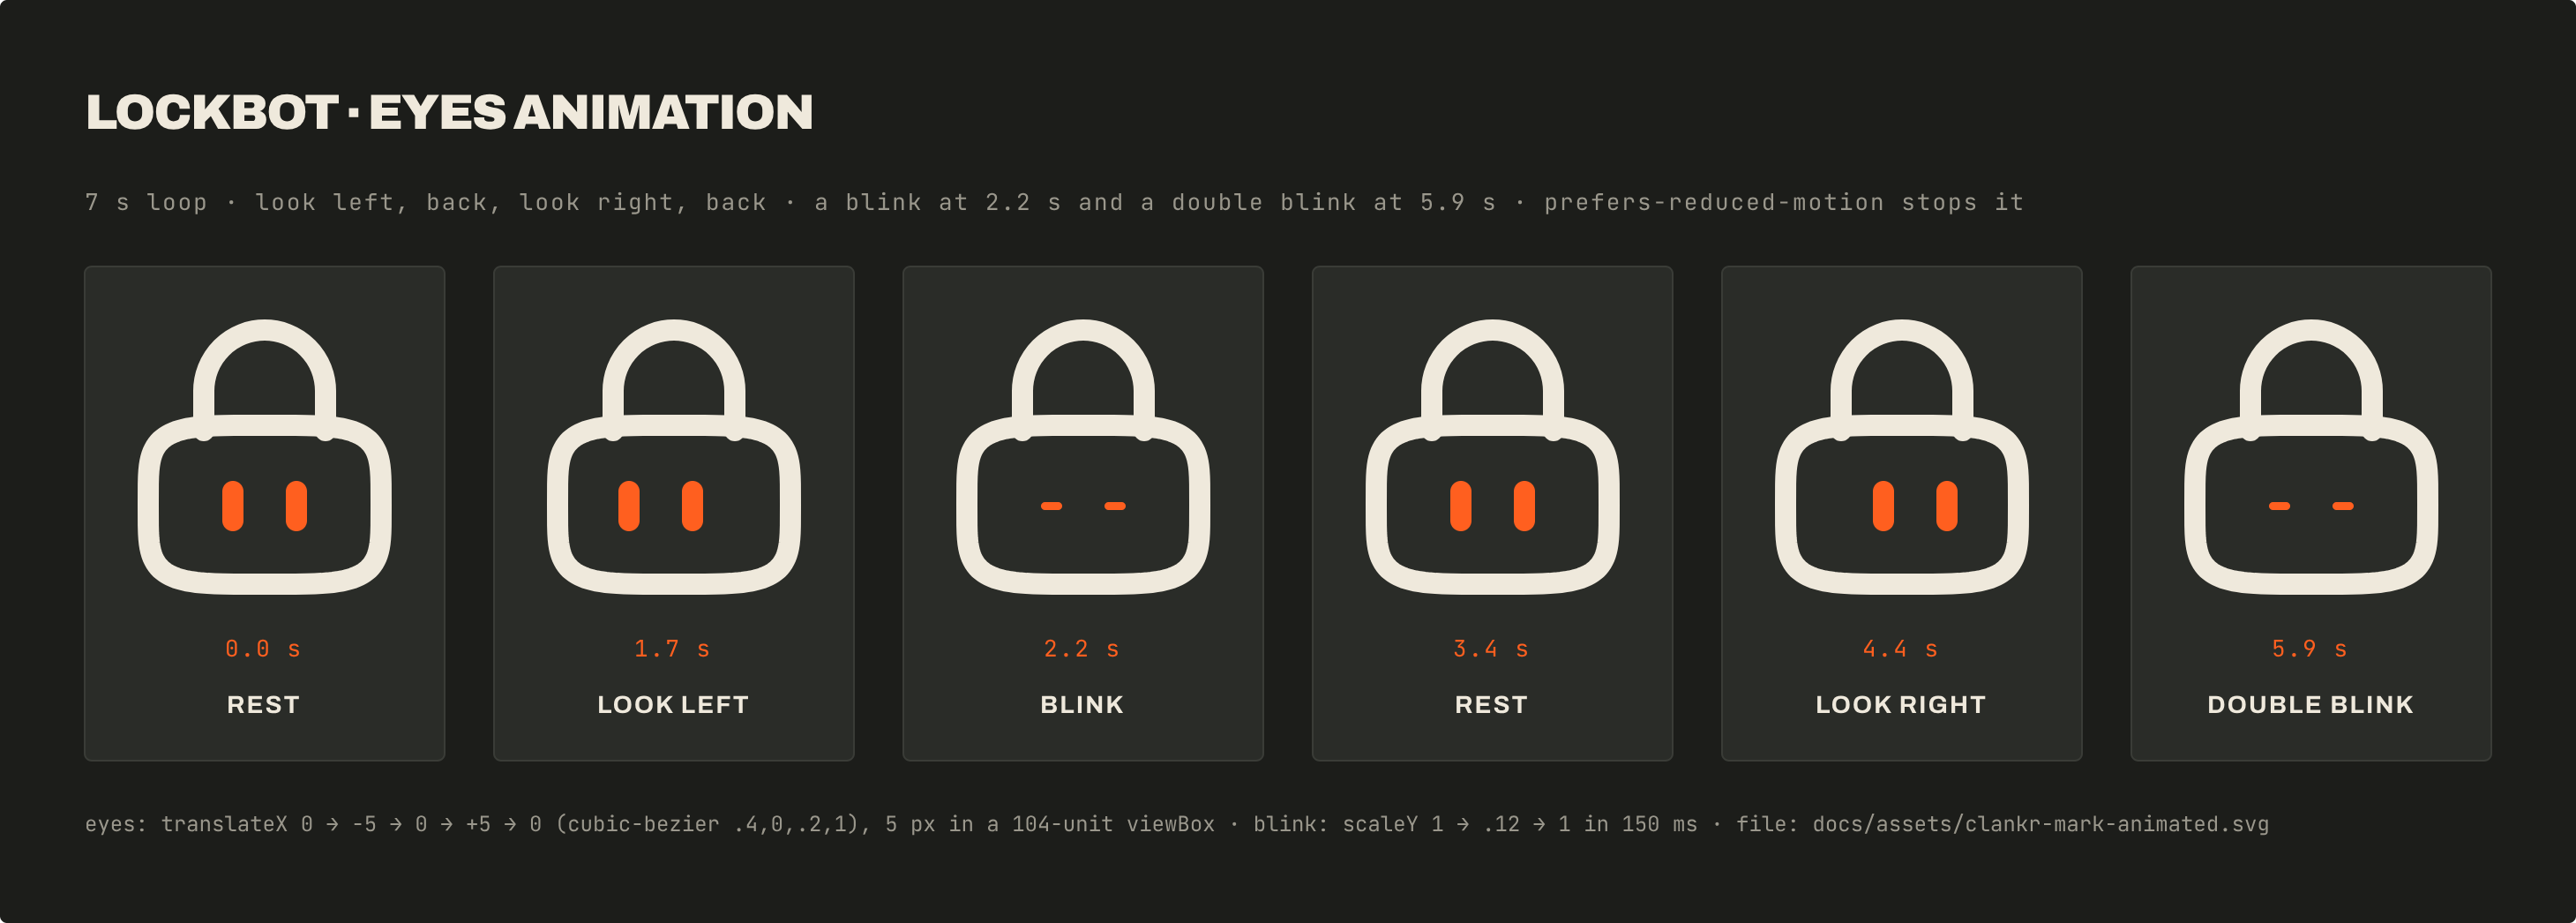 LOCKBOT · EYES ANIMATION
7 s loop · look left, back, look right, back · a blink at 2.2 s and a double blink at 5.9 s · prefers-reduced-motion stops it
0.0 s
REST
1.7 s
LOOK LEFT
2.2 s
BLINK
3.4 s
REST
4.4 s
LOOK RIGHT
5.9 s
DOUBLE BLINK
eyes: translateX 0 → -5 → 0 → +5 → 0 (cubic-bezier .4,0,.2,1), 5 px in a 104-unit viewBox · blink: scaleY 1 → .12 → 1 in 150 ms · file: docs/assets/clankr-mark-animated.svg